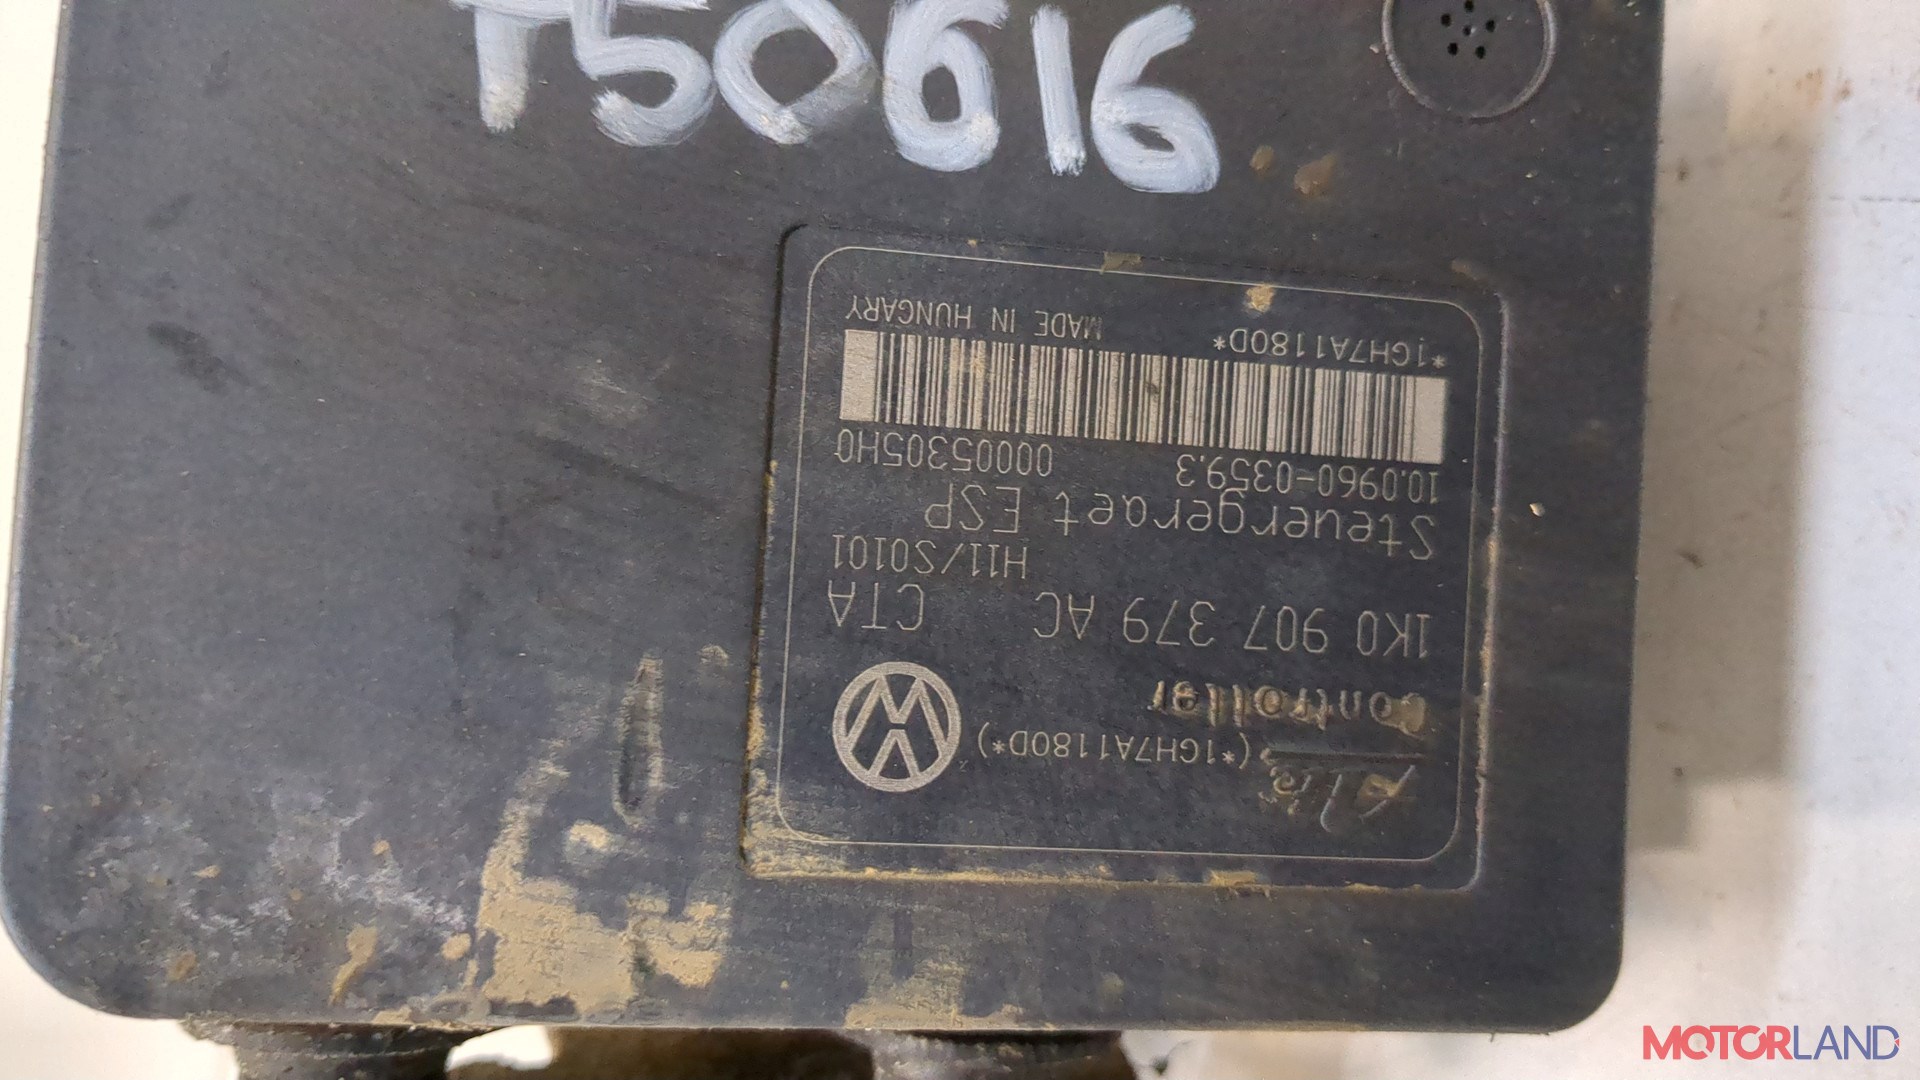 T50616
Ate
(*1GH7A1180D*)
Controller
1K0 907 379 AC CTA
H11/S0101
Steuergeraet ESP
10.0960-0359.3 00005305H0
*1GH7A1180D* MADE IN HUNGARY
MOTORLAND